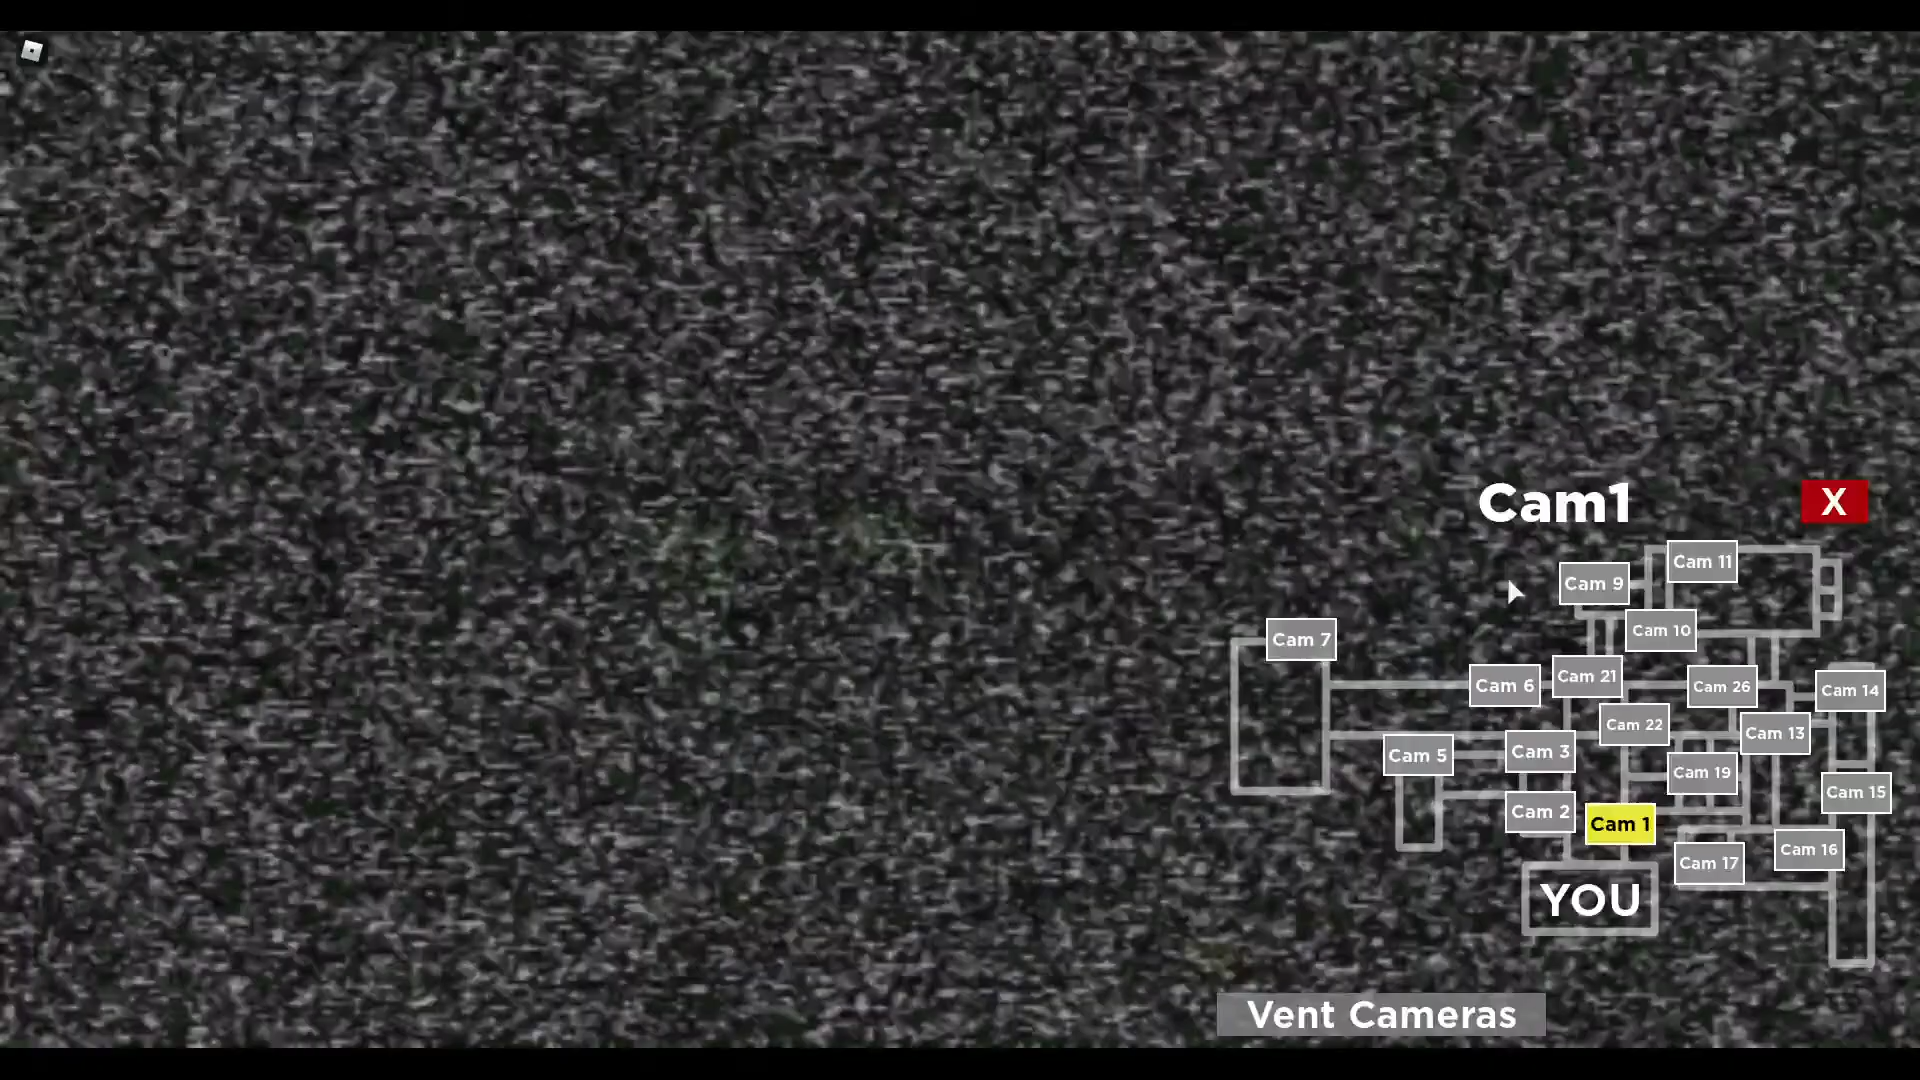 Cam1
X
Cam 11
Cam 9
Cam 10
Cam 7
Cam 21
Cam 6
Cam 26
Cam 14
Cam 22
Cam 13
Cam 3
Cam 5
Cam 19
Cam 15
Cam 2
Cam 1
Cam 16
Cam 17
YOU
Vent Cameras